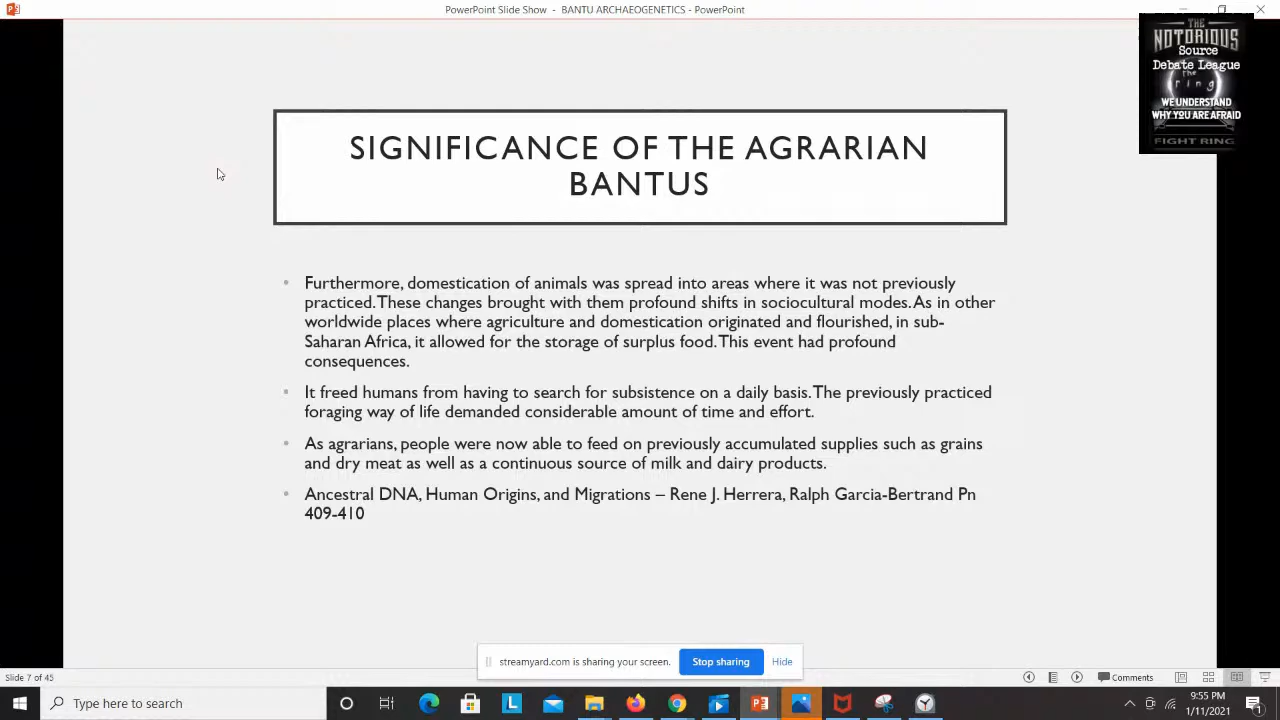 PowerPoint Slide Show - BANTU ARCHAEOGENETICS - PowerPoint
THE
NOTORIOUS
Source
Debate League
the
ring
WE UNDERSTAND
WHY YOU ARE AFRAID
FIGHT RING
SIGNIFICANCE OF THE AGRARIAN
BANTUS
Furthermore, domestication of animals was spread into areas where it was not previously
practiced. These changes brought with them profound shifts in sociocultural modes. As in other
worldwide places where agriculture and domestication originated and flourished, in sub-
Saharan Africa, it allowed for the storage of surplus food. This event had profound
consequences.
It freed humans from having to search for subsistence on a daily basis. The previously practiced
foraging way of life demanded considerable amount of time and effort.
As agrarians, people were now able to feed on previously accumulated supplies such as grains
and dry meat as well as a continuous source of milk and dairy products.
Ancestral DNA, Human Origins, and Migrations – Rene J. Herrera, Ralph Garcia-Bertrand Pn
409-410
streamyard.com is sharing your screen. Stop sharing Hide
Slide 7 of 45 Comments
Type here to search
9:55 PM
1/11/2021